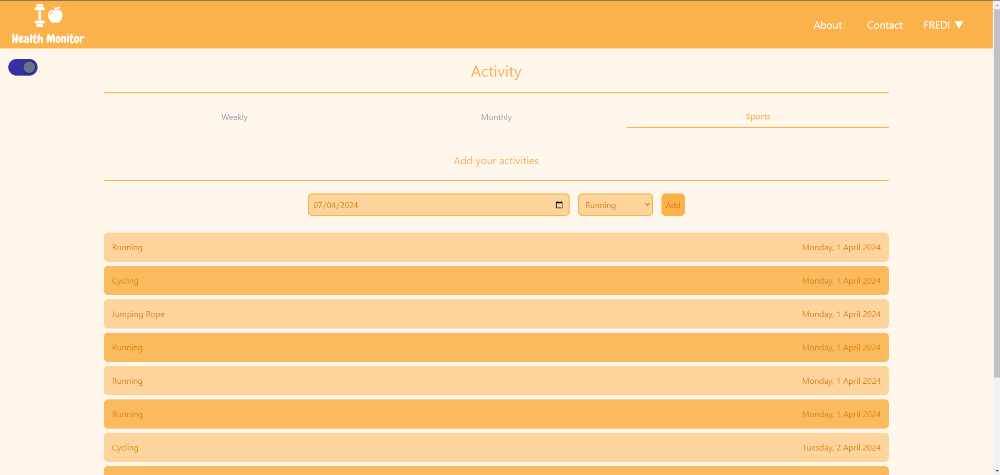 Health Monitor
About Contact FREDI ▼
Activity
Weekly Monthly Sports
Add your activities
07/04/2024 Running Add
Running Monday, 1 April 2024
Cycling Monday, 1 April 2024
Jumping Rope Monday, 1 April 2024
Running Monday, 1 April 2024
Running Monday, 1 April 2024
Running Monday, 1 April 2024
Cycling Tuesday, 2 April 2024